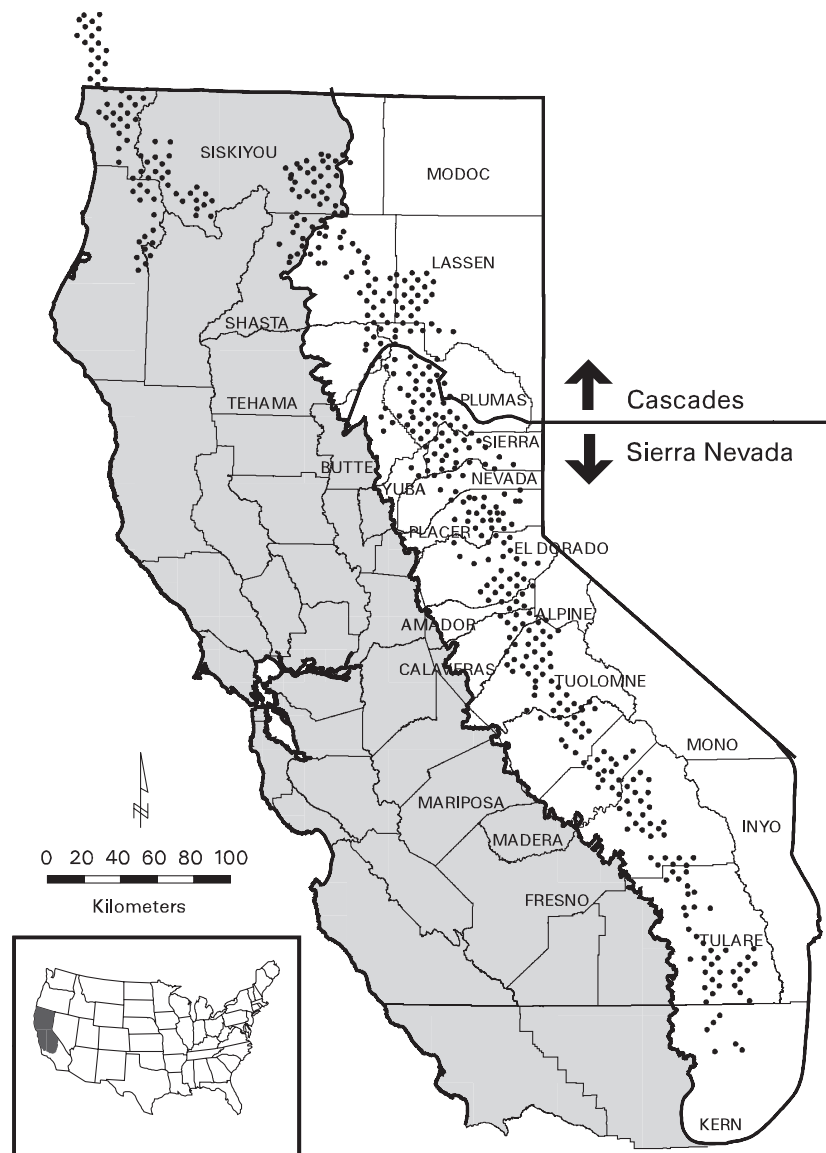 SISKIYOU
MODOC
LASSEN
SHASTA
Cascades
PLUMAS
TEHAMA
SIERRA
Sierra Nevada
BUTTE
NEVADA
YUBA
PLACER
EL DORADO
ALPINE
AMADOR
CALAVERAS
TUOLOMNE
MONO
MARIPOSA
INYO
MADERA
N
0 20 40 60 80 100
Kilometers
FRESNO
TULARE
KERN